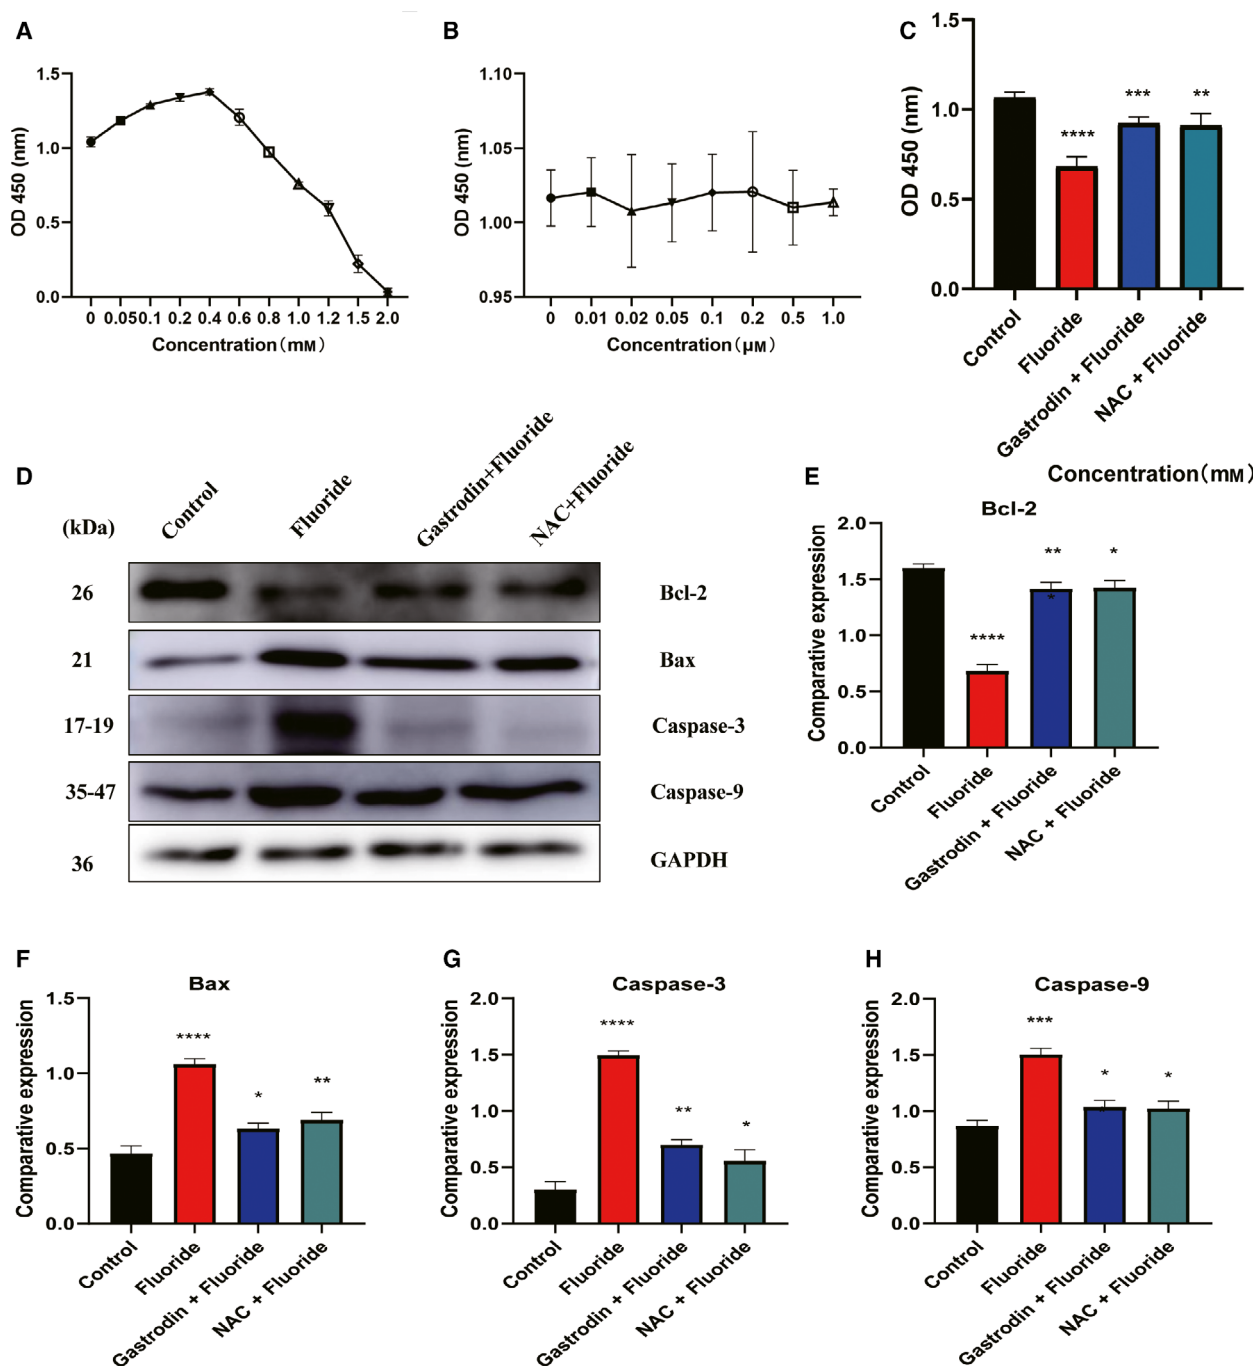 A
B
C
1.5
1.0
0.5
0.0
OD 450 (nm)
0 0.05 0.1 0.2 0.4 0.6 0.8 1.0 1.2 1.5 2.0
Concentration(mM)
1.10
1.05
1.00
0.95
OD 450 (nm)
0 0.01 0.02 0.05 0.1 0.2 0.5 1.0
Concentration(μM)
1.5
1.0
0.5
0.0
OD 450 (nm)
****
***
**
Control
Fluoride
Gastrodin + Fluoride
NAC + Fluoride
Concentration(mM)
D
(kDa)
Control
Fluoride
Gastrodin+Fluoride
NAC+Fluoride
26 Bcl-2
21 Bax
17-19 Caspase-3
35-47 Caspase-9
36 GAPDH
E
Bcl-2
2.0
1.5
1.0
0.5
0.0
Comparative expression
****
**
*
*
Control
Fluoride
Gastrodin + Fluoride
NAC + Fluoride
F
Bax
1.5
1.0
0.5
0.0
Comparative expression
****
*
**
Control
Fluoride
Gastrodin + Fluoride
NAC + Fluoride
G
Caspase-3
2.0
1.5
1.0
0.5
0.0
Comparative expression
****
**
*
Control
Fluoride
Gastrodin + Fluoride
NAC + Fluoride
H
Caspase-9
2.0
1.5
1.0
0.5
0.0
Comparative expression
***
*
*
Control
Fluoride
Gastrodin + Fluoride
NAC + Fluoride